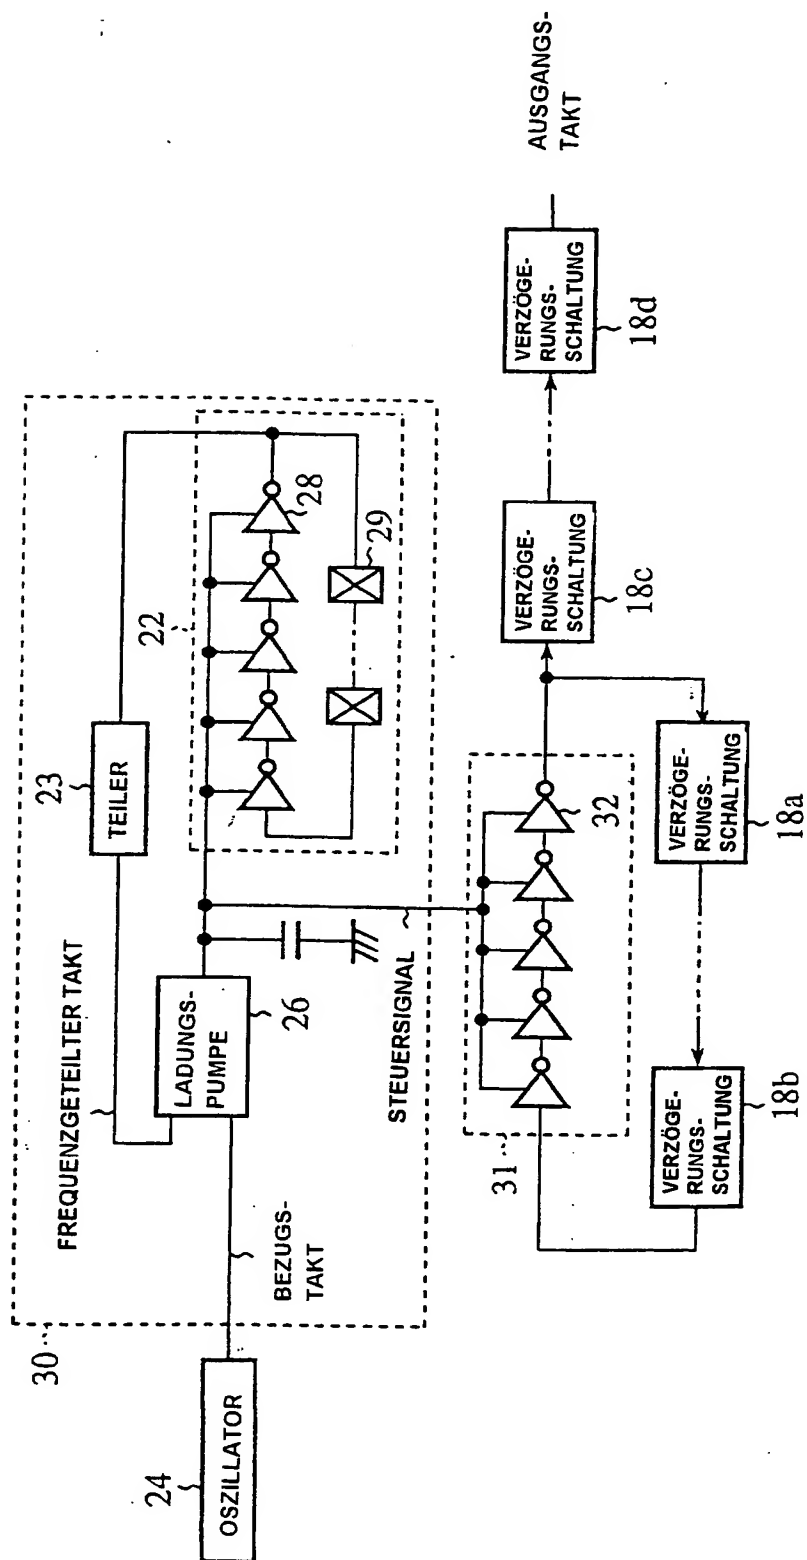 30
24
OSZILLATOR
BEZUGS-
TAKT
FREQUENZGETEILTER TAKT
LADUNGS-
PUMPE
26
23
TEILER
22
28
29
STEUERSIGNAL
31
32
VERZÖGE-
RUNGS-
SCHALTUNG
18b
VERZÖGE-
RUNGS-
SCHALTUNG
18a
VERZÖGE-
RUNGS-
SCHALTUNG
18c
VERZÖGE-
RUNGS-
SCHALTUNG
18d
AUSGANGS-
TAKT